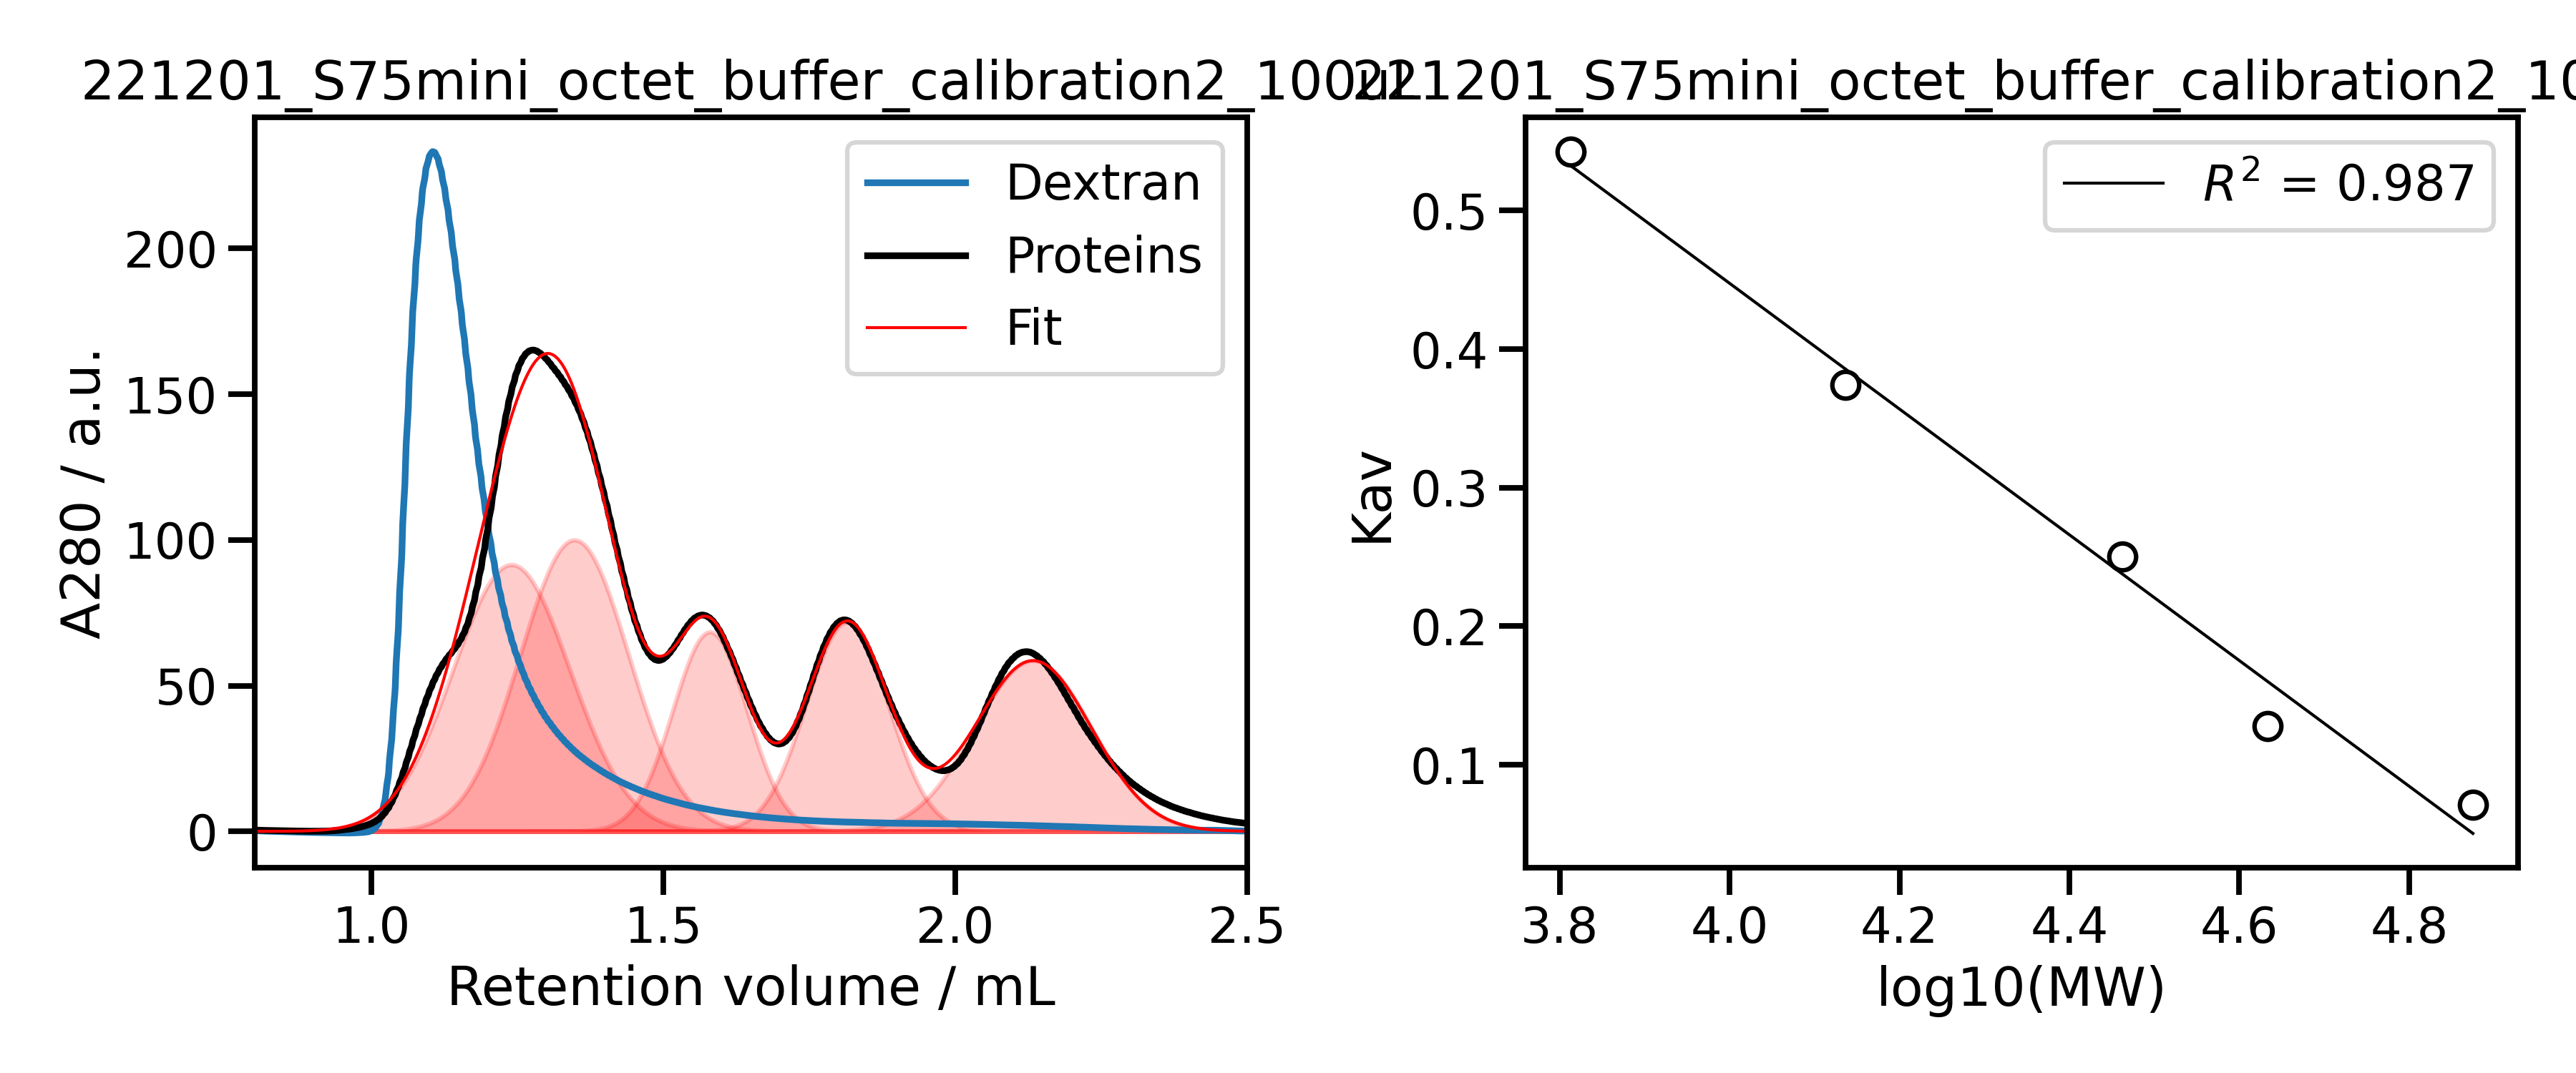 221201_S75mini_octet_buffer_calibration2_100uL
A280 / a.u.
200
150
100
50
0
Dextran
Proteins
Fit
1.0
1.5
2.0
2.5
Retention volume / mL
221201_S75mini_octet_buffer_calibration2_10
Kav
0.5
0.4
0.3
0.2
0.1
R² = 0.987
3.8
4.0
4.2
4.4
4.6
4.8
log10(MW)